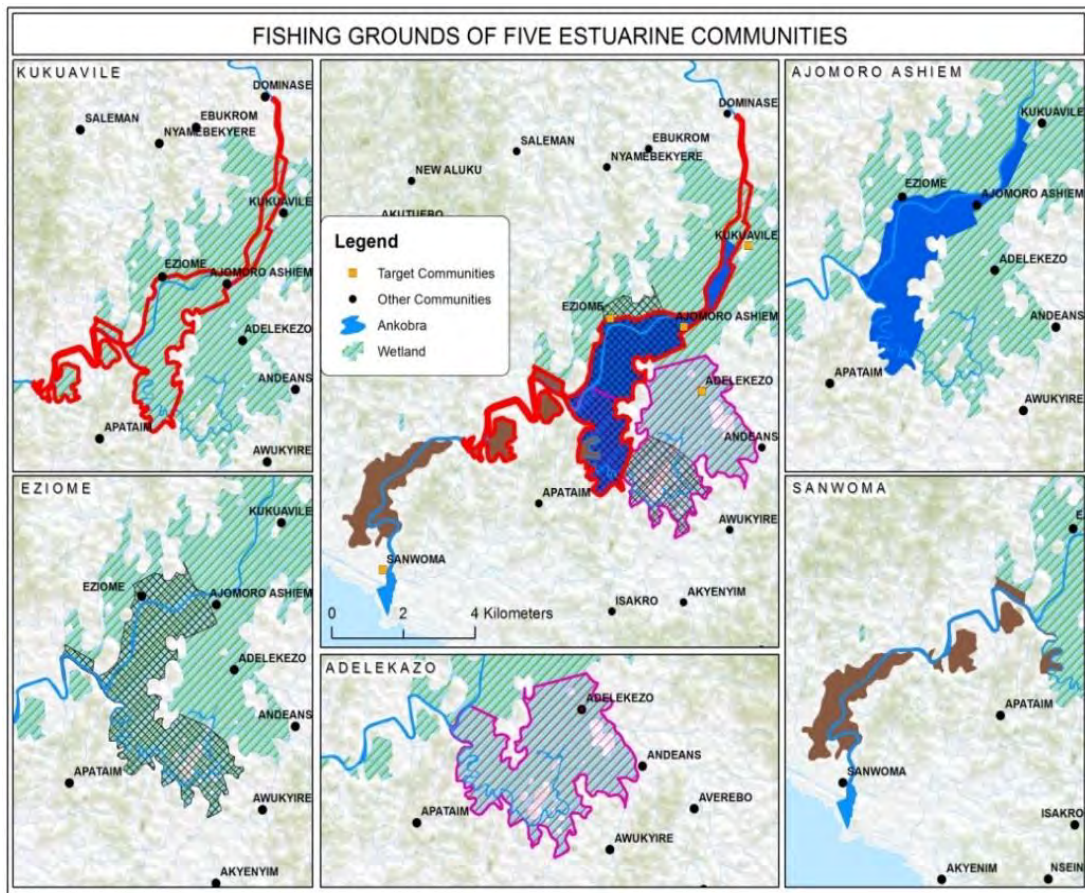 FISHING GROUNDS OF FIVE ESTUARINE COMMUNITIES
KUKUAVILE
DOMINASE
SALEMAN
EBUKROM
NYAMEBEKYERE
KUKUAVILE
EZIOME
AJOMORO ASHIEM
ADELEKEZO
ANDEANS
APATAIM
AWUKYIRE
DOMINASE
SALEMAN
EBUKROM
NYAMEBEKYERE
NEW ALUKU
AKUTUEBO
KUKUAVILE
Legend
Target Communities
Other Communities
Ankobra
Wetland
EZIOME
AJOMORO ASHIEM
ADELEKEZO
ANDEANS
APATAIM
AWUKYIRE
SANWOMA
ISAKRO
AKYENYIM
0 2 4 Kilometers
AJOMORO ASHIEM
KUKUAVILE
EZIOME
AJOMORO ASHIEM
ADELEKEZO
ANDEANS
APATAIM
AWUKYIRE
EZIOME
KUKUAVILE
EZIOME
AJOMORO ASHIEM
ADELEKEZO
ANDEANS
APATAIM
AWUKYIRE
AKYENYIM
ADELEKAZO
ADELEKEZO
ANDEANS
APATAIM
AVEREBO
AWUKYIRE
SANWOMA
E
APATAIM
SANWOMA
ISAKRO
AKYENIM
NSEIN